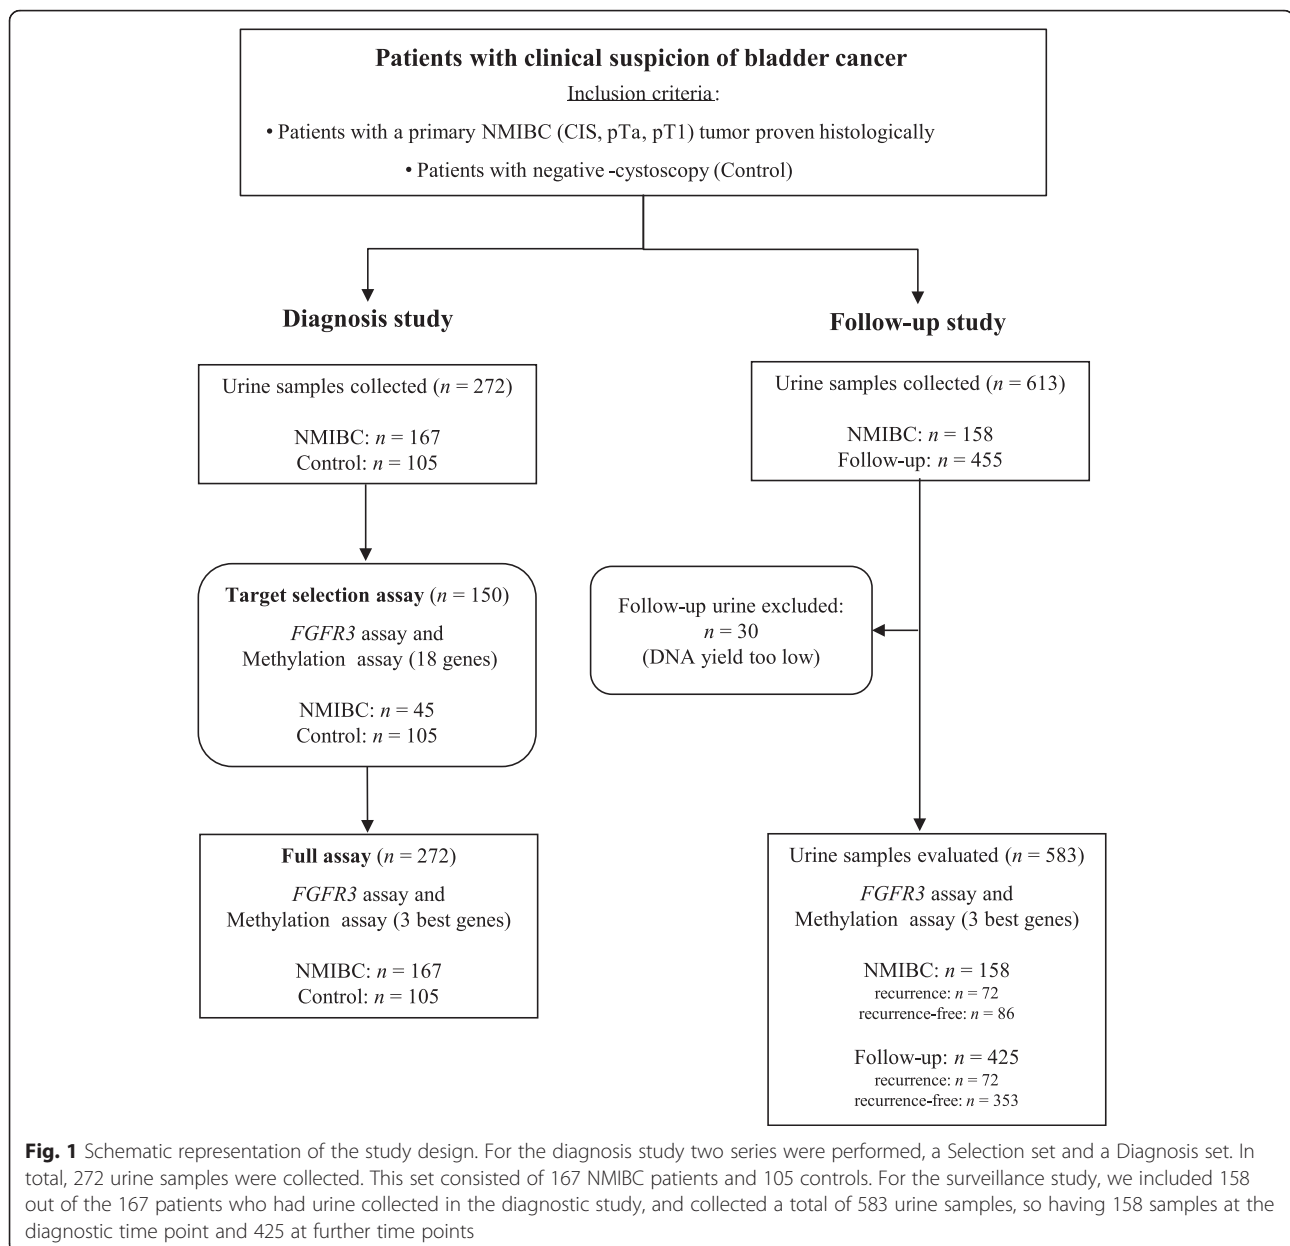 Patients with clinical suspicion of bladder cancer
Inclusion criteria:
• Patients with a primary NMIBC (CIS, pTa, pT1) tumor proven histologically
• Patients with negative -cystoscopy (Control)
Diagnosis study
Urine samples collected (n = 272)
NMIBC: n = 167
Control: n = 105
Target selection assay (n = 150)
FGFR3 assay and
Methylation assay (18 genes)
NMIBC: n = 45
Control: n = 105
Full assay (n = 272)
FGFR3 assay and
Methylation assay (3 best genes)
NMIBC: n = 167
Control: n = 105
Follow-up study
Urine samples collected (n = 613)
NMIBC: n = 158
Follow-up: n = 455
Follow-up urine excluded:
n = 30
(DNA yield too low)
Urine samples evaluated (n = 583)
FGFR3 assay and
Methylation assay (3 best genes)
NMIBC: n = 158
recurrence: n = 72
recurrence-free: n = 86
Follow-up: n = 425
recurrence: n = 72
recurrence-free: n = 353
Fig. 1 Schematic representation of the study design. For the diagnosis study two series were performed, a Selection set and a Diagnosis set. In
total, 272 urine samples were collected. This set consisted of 167 NMIBC patients and 105 controls. For the surveillance study, we included 158
out of the 167 patients who had urine collected in the diagnostic study, and collected a total of 583 urine samples, so having 158 samples at the
diagnostic time point and 425 at further time points